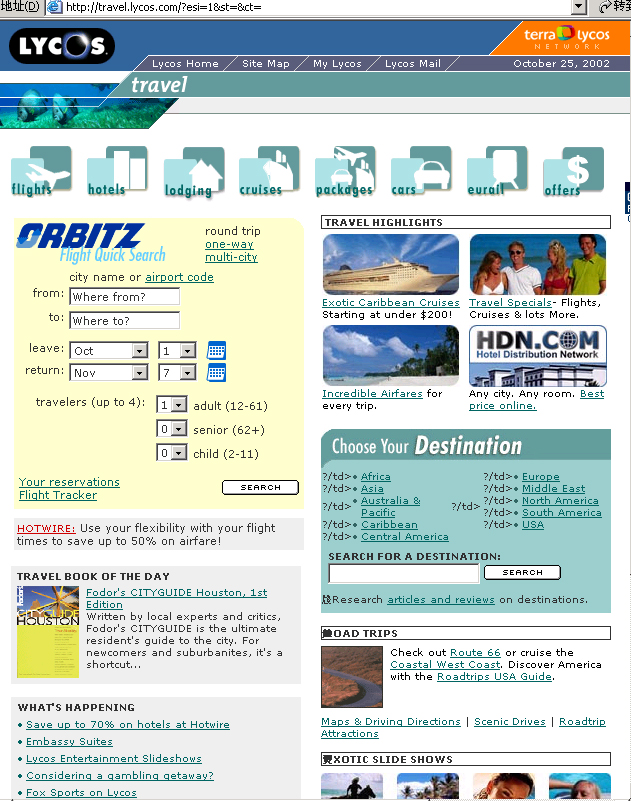 地址(D) http://travel.lycos.com/?esi=1&st=&ct= 转到
LYCOS
terra LYCOS
NETWORK
Lycos Home Site Map My Lycos Lycos Mail October 25, 2002
travel
flights hotels lodging cruises packages cars eurail offers
ORBITZ
Flight Quick Search
round trip
one-way
multi-city
city name or airport code
from: Where from?
to: Where to?
leave: Oct 1
return: Nov 7
travelers (up to 4): 1 adult (12-61)
0 senior (62+)
0 child (2-11)
Your reservations
Flight Tracker
SEARCH
HOTWIRE: Use your flexibility with your flight
times to save up to 50% on airfare!
TRAVEL BOOK OF THE DAY
CITYGUIDE
HOUSTON
Fodor's CITYGUIDE Houston, 1st
Edition
Written by local experts and critics,
Fodor's CITYGUIDE is the ultimate
resident's guide to the city. For
newcomers and suburbanites, it's a
shortcut...
WHAT'S HAPPENING
• Save up to 70% on hotels at Hotwire
• Embassy Suites
• Lycos Entertainment Slideshows
• Considering a gambling getaway?
• Fox Sports on Lycos
TRAVEL HIGHLIGHTS
Exotic Caribbean Cruises
Starting at under $200!
Travel Specials- Flights,
Cruises & lots More.
Incredible Airfares for
every trip.
HDN.COM
Hotel Distribution Network
Any city. Any room. Best
price online.
Choose Your Destination
?/td>• Africa
?/td>• Asia
?/td>• Australia &
Pacific
?/td>• Caribbean
?/td>• Central America
?/td>
?/td>• Europe
?/td>• Middle East
• North America
?/td>• South America
?/td>• USA
SEARCH FOR A DESTINATION:
SEARCH
Research articles and reviews on destinations.
OAD TRIPS
Check out Route 66 or cruise the
Coastal West Coast. Discover America
with the Roadtrips USA Guide.
Maps & Driving Directions | Scenic Drives | Roadtrip
Attractions
XOTIC SLIDE SHOWS